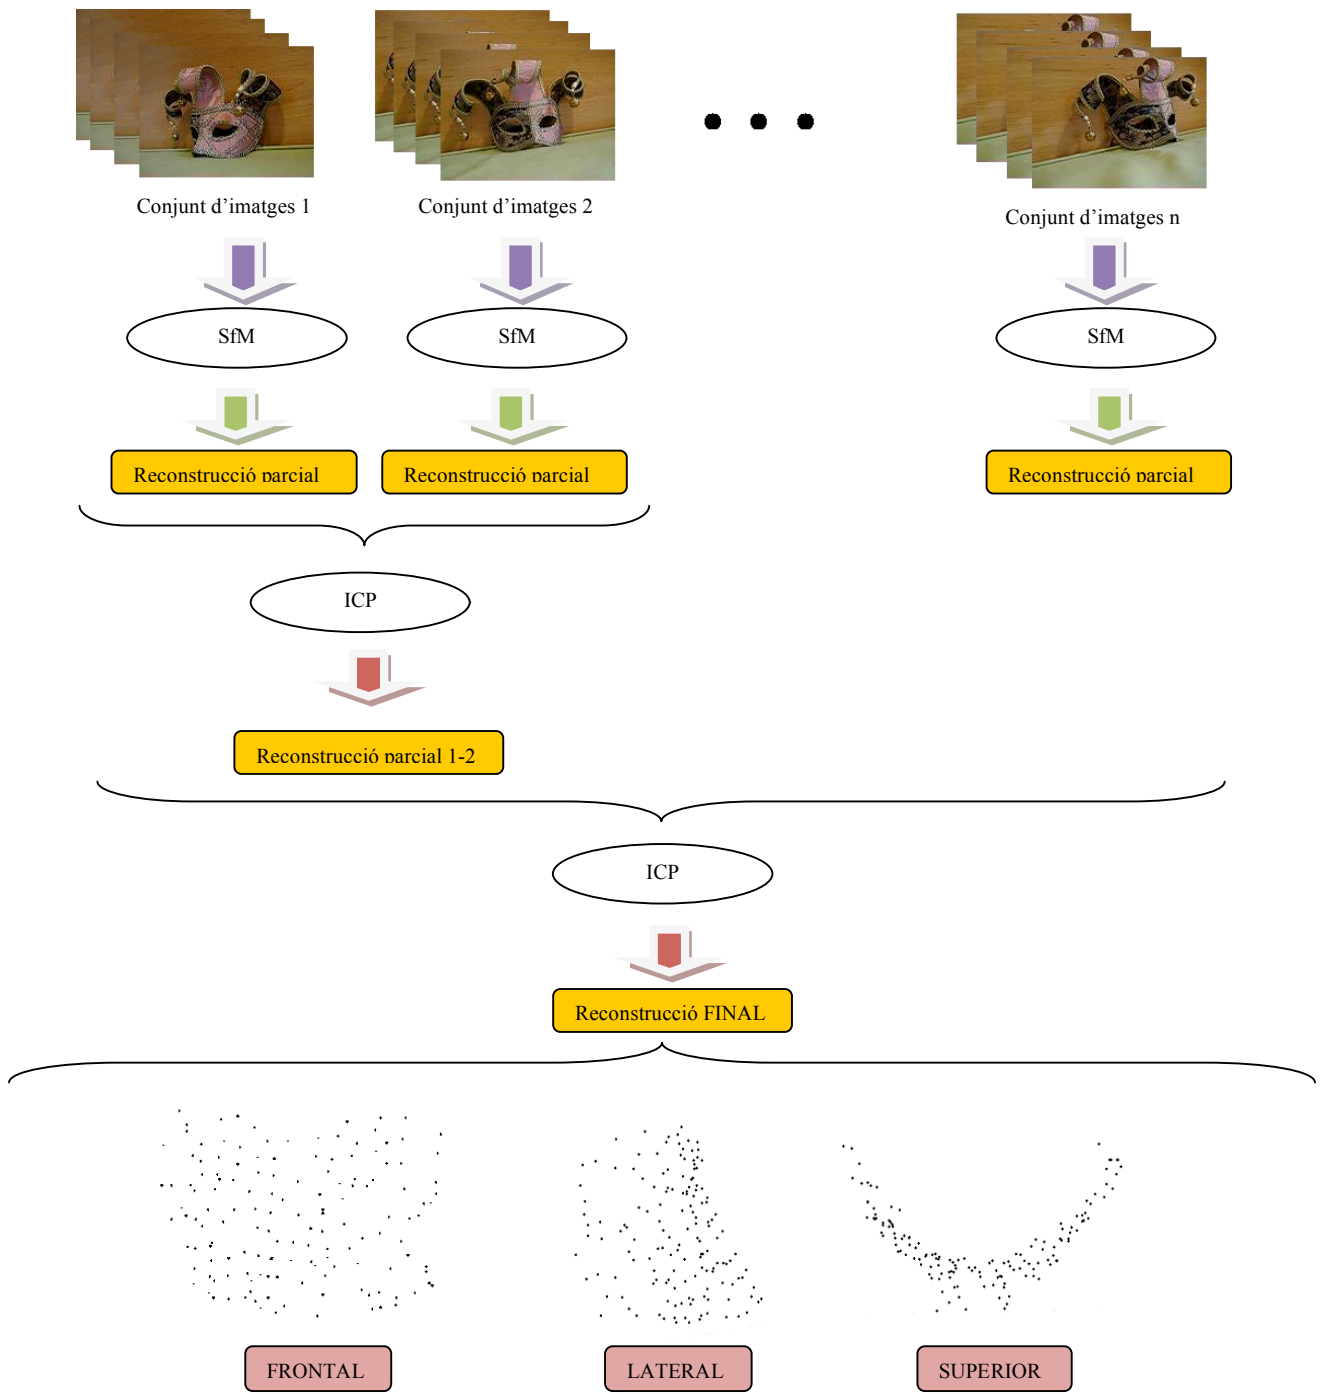 Conjunt d’imatges 1
Conjunt d’imatges 2
Conjunt d’imatges n
SfM
SfM
SfM
Reconstrucció parcial
Reconstrucció parcial
Reconstrucció parcial
ICP
Reconstrucció parcial 1-2
ICP
Reconstrucció FINAL
FRONTAL
LATERAL
SUPERIOR